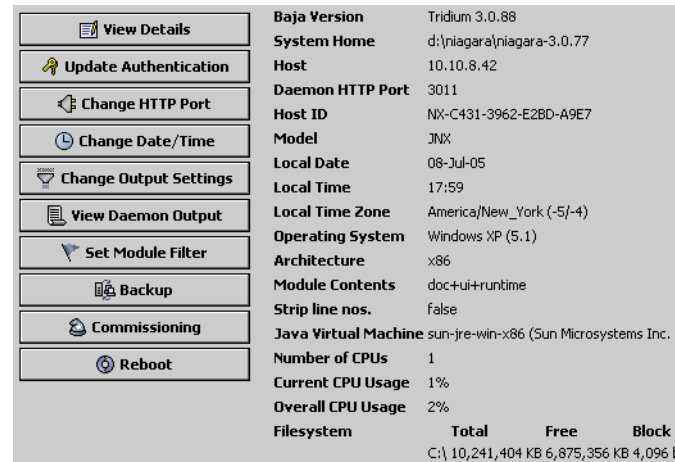 View Details
Update Authentication
Change HTTP Port
Change Date/Time
Change Output Settings
View Daemon Output
Set Module Filter
Backup
Commissioning
Reboot
Baja Version Tridium 3.0.88
System Home d:\niagara\niagara-3.0.77
Host 10.10.8.42
Daemon HTTP Port 3011
Host ID NX-C431-3962-E2BD-A9E7
Model JNX
Local Date 08-Jul-05
Local Time 17:59
Local Time Zone America/New_York (-5/-4)
Operating System Windows XP (5.1)
Architecture x86
Module Contents doc+ui+runtime
Strip line nos. false
Java Virtual Machine sun-jre-win-x86 (Sun Microsystems Inc.
Number of CPUs 1
Current CPU Usage 1%
Overall CPU Usage 2%
Filesystem Total Free Block
C:\ 10,241,404 KB 6,875,356 KB 4,096